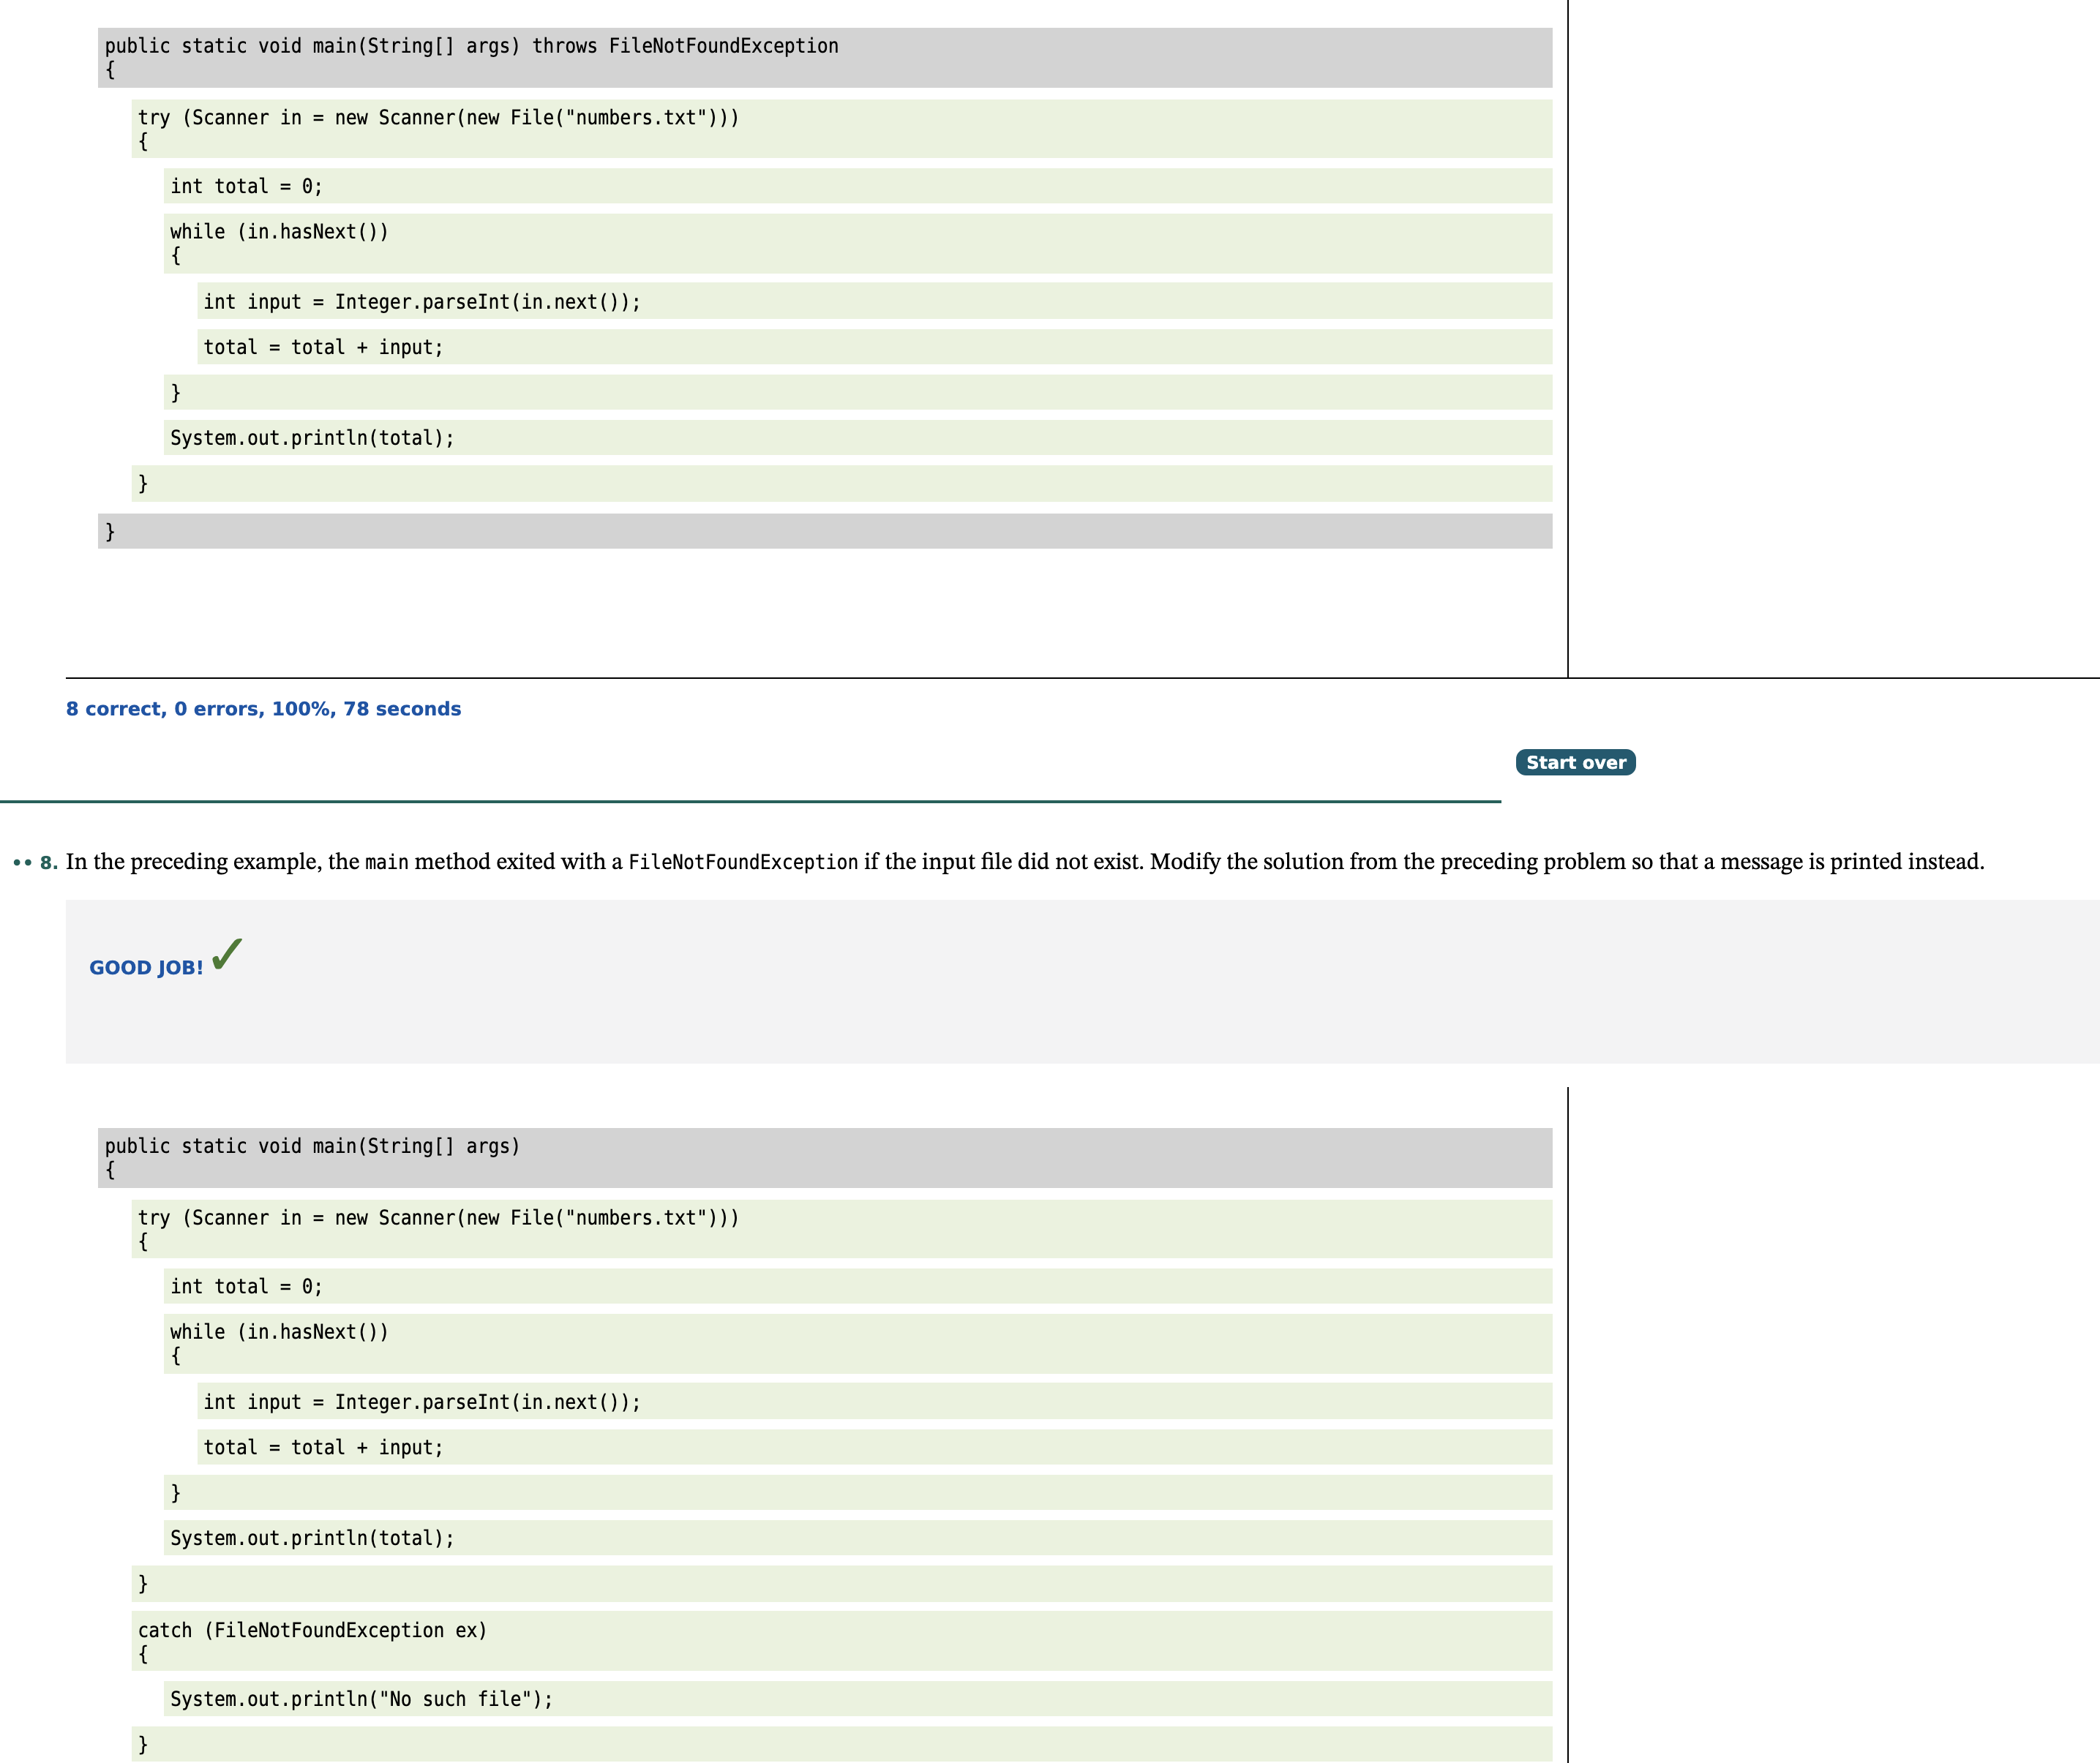 public static void main(String[] args) throws FileNotFoundException
{
try (Scanner in = new Scanner(new File("numbers.txt")))
{
int total = 0;
while (in.hasNext())
{
int input = Integer.parseInt(in.next());
total = total + input;
}
System.out.println(total);
}
}
8 correct, 0 errors, 100%, 78 seconds
Start over
•• 8. In the preceding example, the main method exited with a FileNotFoundException if the input file did not exist. Modify the solution from the preceding problem so that a message is printed instead.
GOOD JOB! ✓
public static void main(String[] args)
{
try (Scanner in = new Scanner(new File("numbers.txt")))
{
int total = 0;
while (in.hasNext())
{
int input = Integer.parseInt(in.next());
total = total + input;
}
System.out.println(total);
}
catch (FileNotFoundException ex)
{
System.out.println("No such file");
}